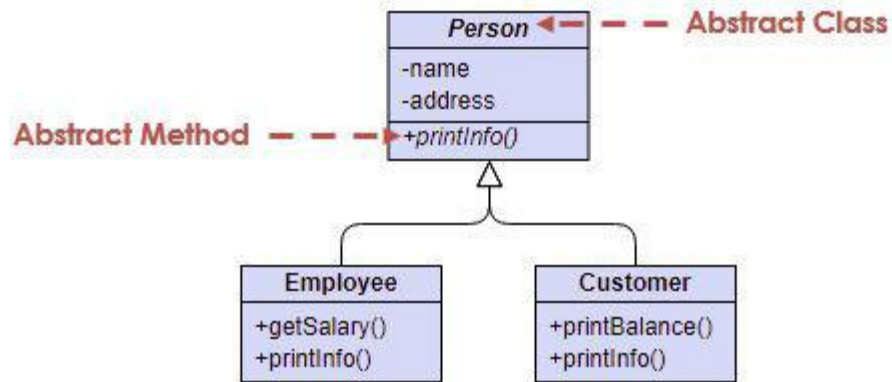 Person
Abstract Class
-name
-address
Abstract Method
+printInfo()
Employee
+getSalary()
+printInfo()
Customer
+printBalance()
+printInfo()